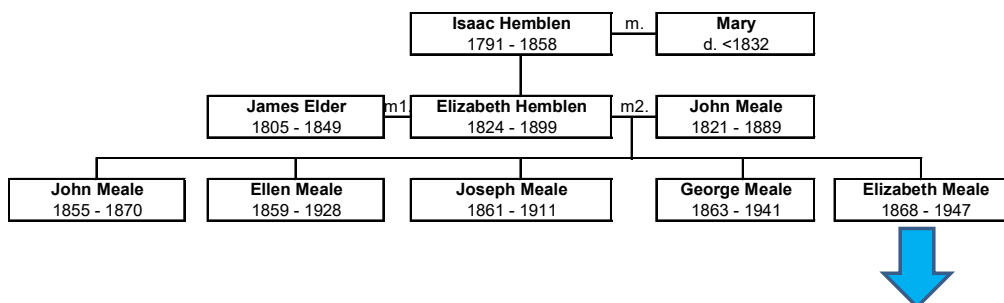 Isaac Hemblen m. Mary
1791 - 1858 d. <1832
James Elder m1. Elizabeth Hemblen m2. John Meale
1805 - 1849 1824 - 1899 1821 - 1889
John Meale Ellen Meale Joseph Meale George Meale Elizabeth Meale
1855 - 1870 1859 - 1928 1861 - 1911 1863 - 1941 1868 - 1947